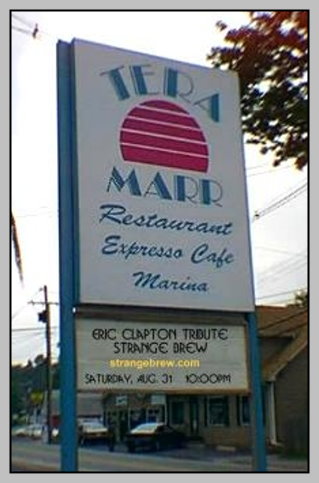 TERA
MARR
Restaurant
Expresso Cafe
Marina
ERIC CLAPTON TRIBUTE
STRANGE BREW
strangebrew.com
SATURDAY, AUG. 31 10:00PM